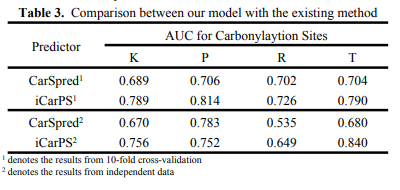 Table 3. Comparison between our model with the existing method
Predictor AUC for Carbonylaytion Sites
K P R T
CarSpred¹ 0.689 0.706 0.702 0.704
iCarPS¹ 0.789 0.814 0.726 0.790
CarSpred² 0.670 0.783 0.535 0.680
iCarPS² 0.756 0.752 0.649 0.840
¹ denotes the results from 10-fold cross-validation
² denotes the results from independent data